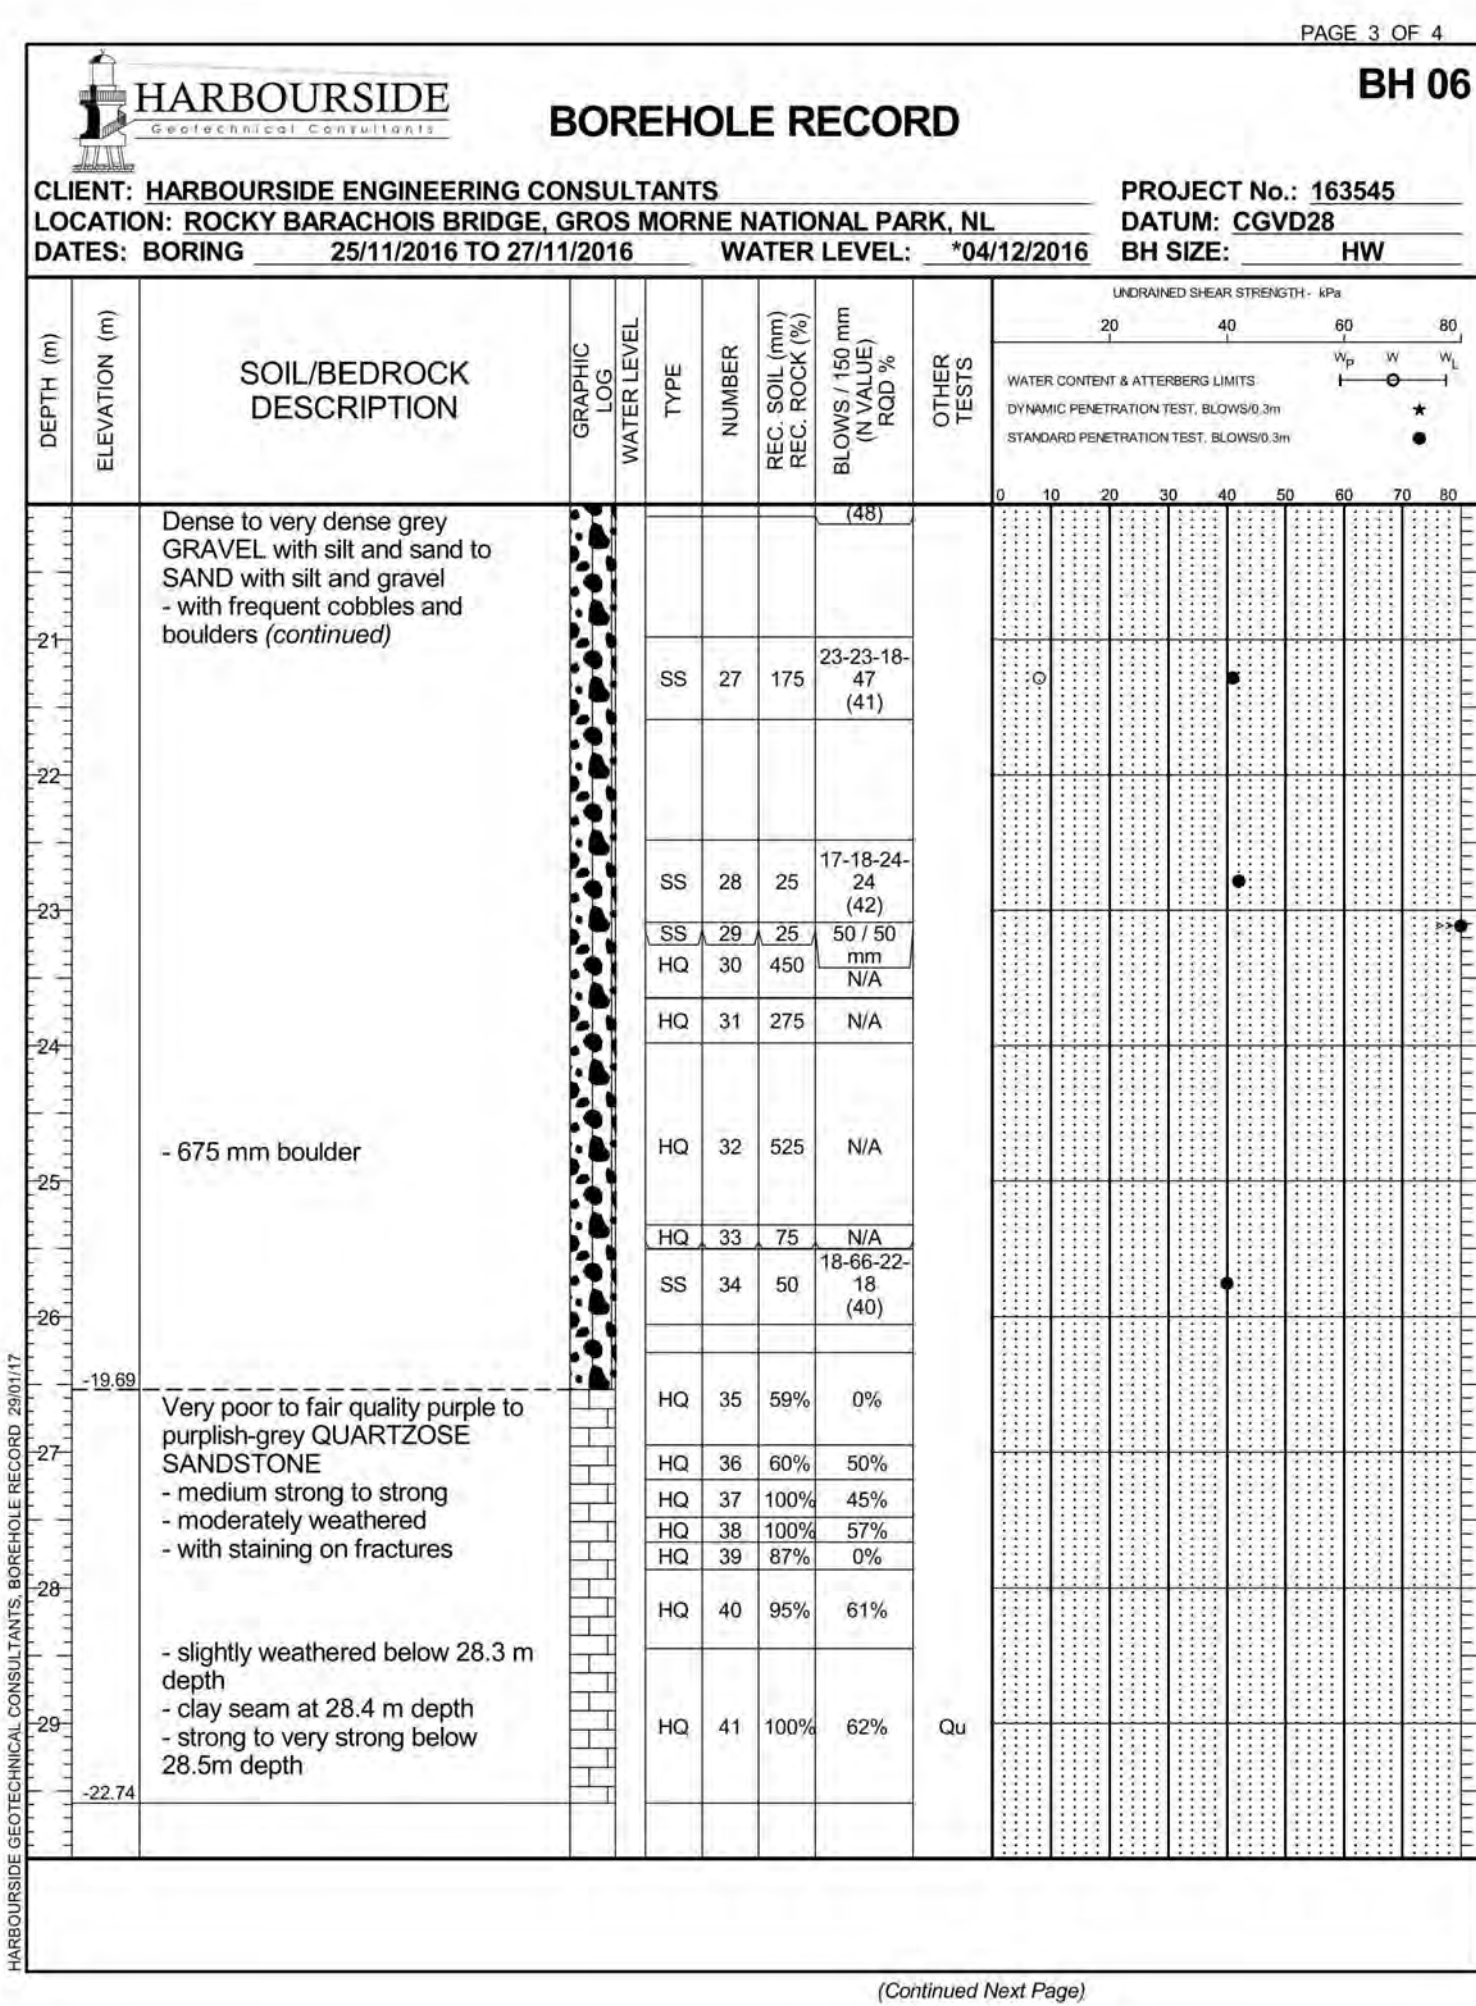 PAGE 3 OF 4
HARBOURSIDE
Geotechnical Consultants
BOREHOLE RECORD
BH 06
CLIENT: HARBOURSIDE ENGINEERING CONSULTANTS
PROJECT No.: 163545
LOCATION: ROCKY BARACHOIS BRIDGE, GROS MORNE NATIONAL PARK, NL
DATUM: CGVD28
DATES: BORING 25/11/2016 TO 27/11/2016 WATER LEVEL: *04/12/2016
BH SIZE: HW
DEPTH (m)
ELEVATION (m)
SOIL/BEDROCK
DESCRIPTION
GRAPHIC
LOG
WATER LEVEL
TYPE
NUMBER
REC. SOIL (mm)
REC. ROCK (%)
BLOWS / 150 mm
(N VALUE)
RQD %
OTHER
TESTS
UNDRAINED SHEAR STRENGTH - kPa
20 40 60 80
WP W WL
WATER CONTENT & ATTERBERG LIMITS
DYNAMIC PENETRATION TEST, BLOWS/0.3m ★
STANDARD PENETRATION TEST, BLOWS/0.3m ●
0 10 20 30 40 50 60 70 80
(48)
Dense to very dense grey
GRAVEL with silt and sand to
SAND with silt and gravel
- with frequent cobbles and
boulders (continued)
21
SS 27 175 23-23-18-
47
(41)
22
SS 28 25 17-18-24-
24
(42)
23
>>
SS 29 25 50 / 50
mm
HQ 30 450 N/A
HQ 31 275 N/A
24
- 675 mm boulder
HQ 32 525 N/A
25
HQ 33 75 N/A
SS 34 50 18-66-22-
18
(40)
26
-19.69
HQ 35 59% 0%
Very poor to fair quality purple to
purplish-grey QUARTZOSE
SANDSTONE
- medium strong to strong
- moderately weathered
- with staining on fractures
27
HQ 36 60% 50%
HQ 37 100% 45%
HQ 38 100% 57%
HQ 39 87% 0%
28
HQ 40 95% 61%
- slightly weathered below 28.3 m
depth
- clay seam at 28.4 m depth
- strong to very strong below
28.5m depth
29
HQ 41 100% 62% Qu
-22.74
HARBOURSIDE GEOTECHNICAL CONSULTANTS, BOREHOLE RECORD 29/01/17
(Continued Next Page)